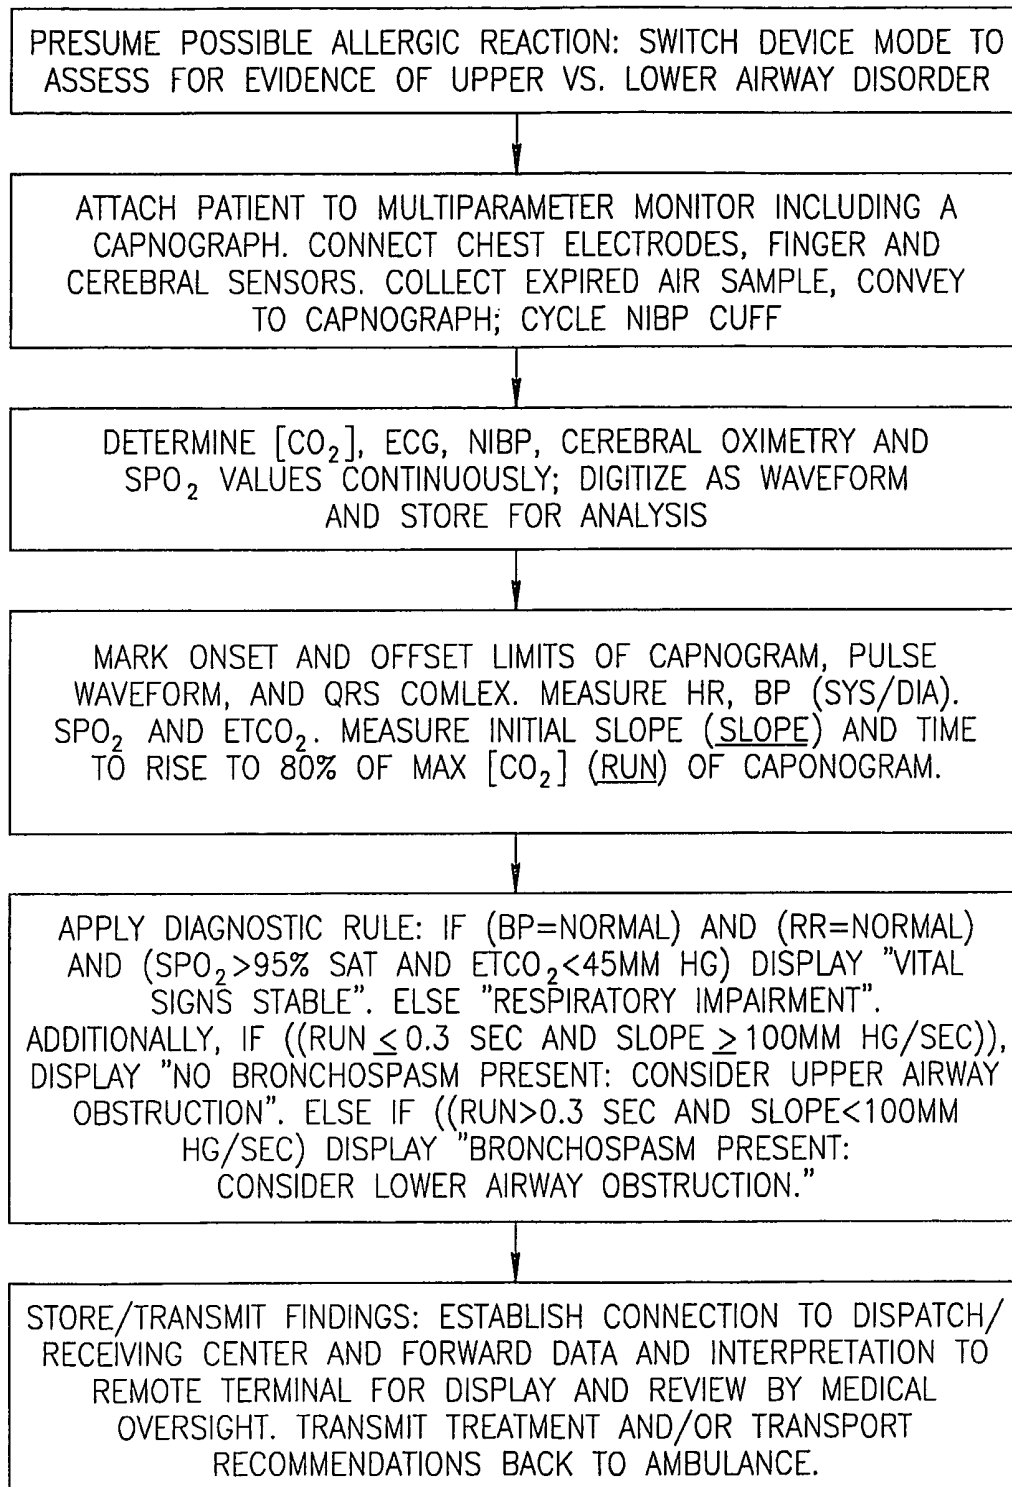 PRESUME POSSIBLE ALLERGIC REACTION: SWITCH DEVICE MODE TO
ASSESS FOR EVIDENCE OF UPPER VS. LOWER AIRWAY DISORDER
ATTACH PATIENT TO MULTIPARAMETER MONITOR INCLUDING A
CAPNOGRAPH. CONNECT CHEST ELECTRODES, FINGER AND
CEREBRAL SENSORS. COLLECT EXPIRED AIR SAMPLE, CONVEY
TO CAPNOGRAPH; CYCLE NIBP CUFF
DETERMINE [CO₂], ECG, NIBP, CEREBRAL OXIMETRY AND
SPO₂ VALUES CONTINUOUSLY; DIGITIZE AS WAVEFORM
AND STORE FOR ANALYSIS
MARK ONSET AND OFFSET LIMITS OF CAPNOGRAM, PULSE
WAVEFORM, AND QRS COMLEX. MEASURE HR, BP (SYS/DIA).
SPO₂ AND ETCO₂. MEASURE INITIAL SLOPE (SLOPE) AND TIME
TO RISE TO 80% OF MAX [CO₂] (RUN) OF CAPONOGRAM.
APPLY DIAGNOSTIC RULE: IF (BP=NORMAL) AND (RR=NORMAL)
AND (SPO₂>95% SAT AND ETCO₂<45MM HG) DISPLAY "VITAL
SIGNS STABLE". ELSE "RESPIRATORY IMPAIRMENT".
ADDITIONALLY, IF ((RUN ≤ 0.3 SEC AND SLOPE ≥ 100MM HG/SEC)),
DISPLAY "NO BRONCHOSPASM PRESENT: CONSIDER UPPER AIRWAY
OBSTRUCTION". ELSE IF ((RUN>0.3 SEC AND SLOPE<100MM
HG/SEC) DISPLAY "BRONCHOSPASM PRESENT:
CONSIDER LOWER AIRWAY OBSTRUCTION."
STORE/TRANSMIT FINDINGS: ESTABLISH CONNECTION TO DISPATCH/
RECEIVING CENTER AND FORWARD DATA AND INTERPRETATION TO
REMOTE TERMINAL FOR DISPLAY AND REVIEW BY MEDICAL
OVERSIGHT. TRANSMIT TREATMENT AND/OR TRANSPORT
RECOMMENDATIONS BACK TO AMBULANCE.